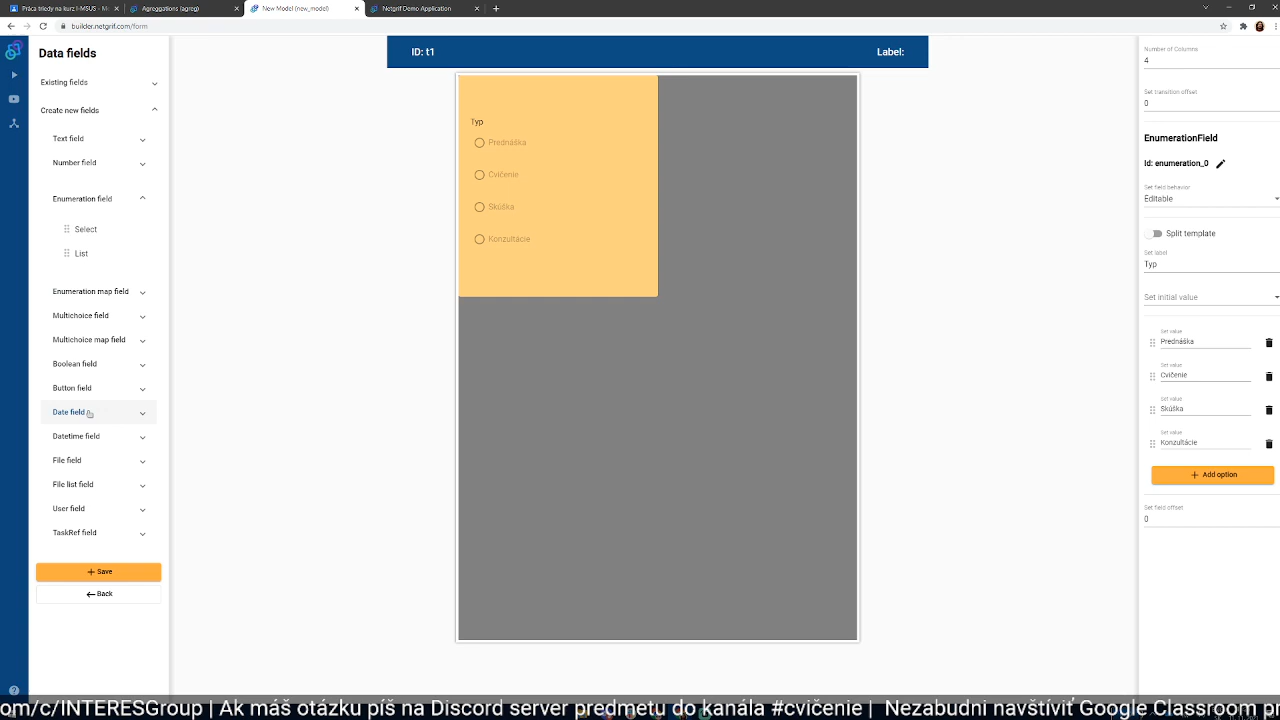 Práca triedy na kurz I-MSUS - Mo
Agreggations (agreg)
New Model (new_model)
Netgrif Demo Application
builder.netgrif.com/form
Data fields
Existing fields
Create new fields
Text field
Number field
Enumeration field
Select
List
Enumeration map field
Multichoice field
Multichoice map field
Boolean field
Button field
Date field
Datetime field
File field
File list field
User field
TaskRef field
Save
Back
ID: t1
Label:
Typ
Prednáška
Cvičenie
Skúška
Konzultácie
Number of Columns
4
Set transition offset
0
EnumerationField
Id: enumeration_0
Set field behavior
Editable
Split template
Set label
Typ
Set initial value
Set value
Prednáška
Set value
Cvičenie
Set value
Skúška
Set value
Konzultácie
Add option
Set field offset
0
om/c/INTERESGroup | Ak máš otázku píš na Discord server predmetu do kanála #cvičenie | Nezabudni navštíviť Google Classroom